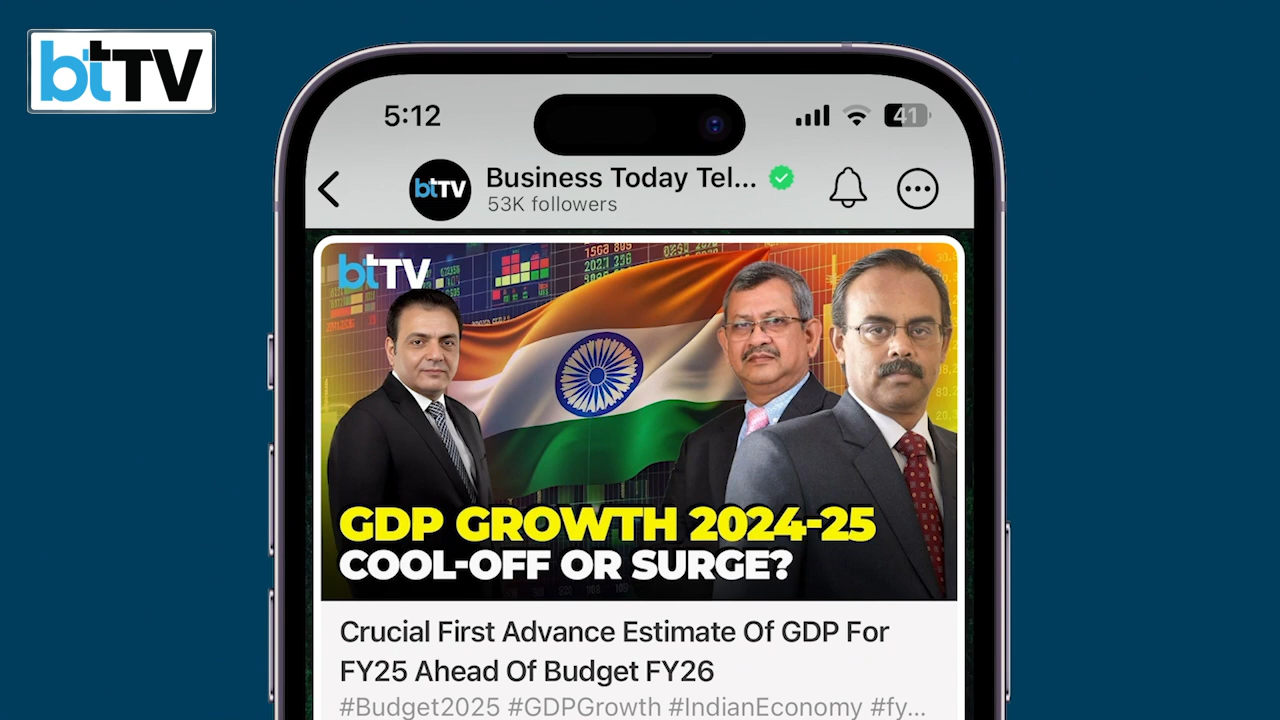 btTV
5:12
41
btTV
Business Today Tel...
53K followers
btTV
GDP GROWTH 2024-25
COOL-OFF OR SURGE?
Crucial First Advance Estimate Of GDP For
FY25 Ahead Of Budget FY26
#Budget2025 #GDPGrowth #IndianEconomy #fy...